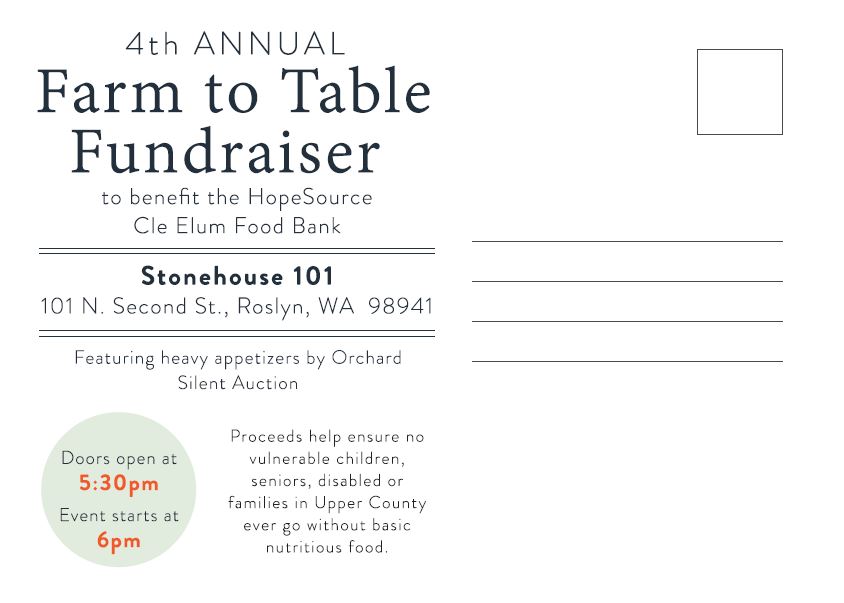 4th ANNUAL
Farm to Table
Fundraiser
to benefit the HopeSource
Cle Elum Food Bank
Stonehouse 101
101 N. Second St., Roslyn, WA 98941
Featuring heavy appetizers by Orchard
Silent Auction
Doors open at
5:30pm
Event starts at
6pm
Proceeds help ensure no
vulnerable children,
seniors, disabled or
families in Upper County
ever go without basic
nutritious food.